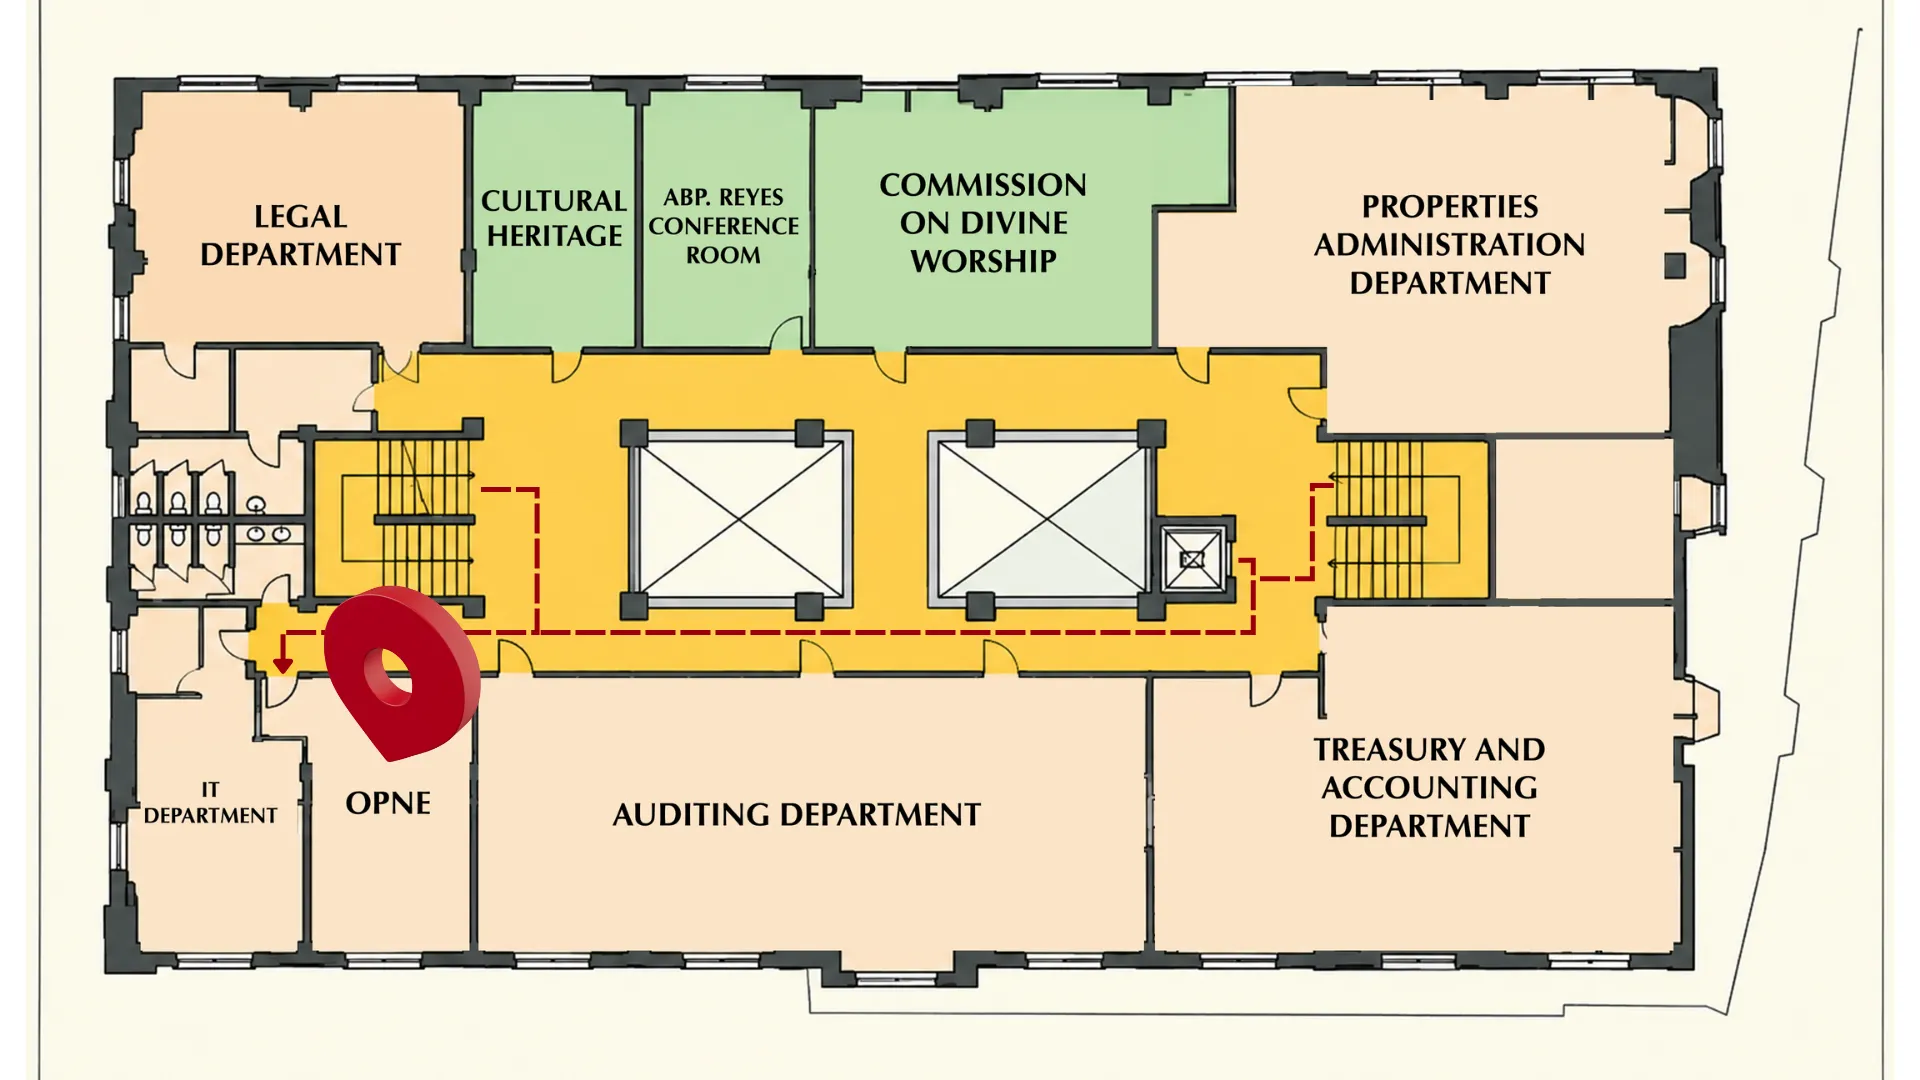 LEGAL
DEPARTMENT
CULTURAL
HERITAGE
ABP. REYES
CONFERENCE
ROOM
COMMISSION
ON DIVINE
WORSHIP
PROPERTIES
ADMINISTRATION
DEPARTMENT
IT
DEPARTMENT
OPNE
AUDITING DEPARTMENT
TREASURY AND
ACCOUNTING
DEPARTMENT